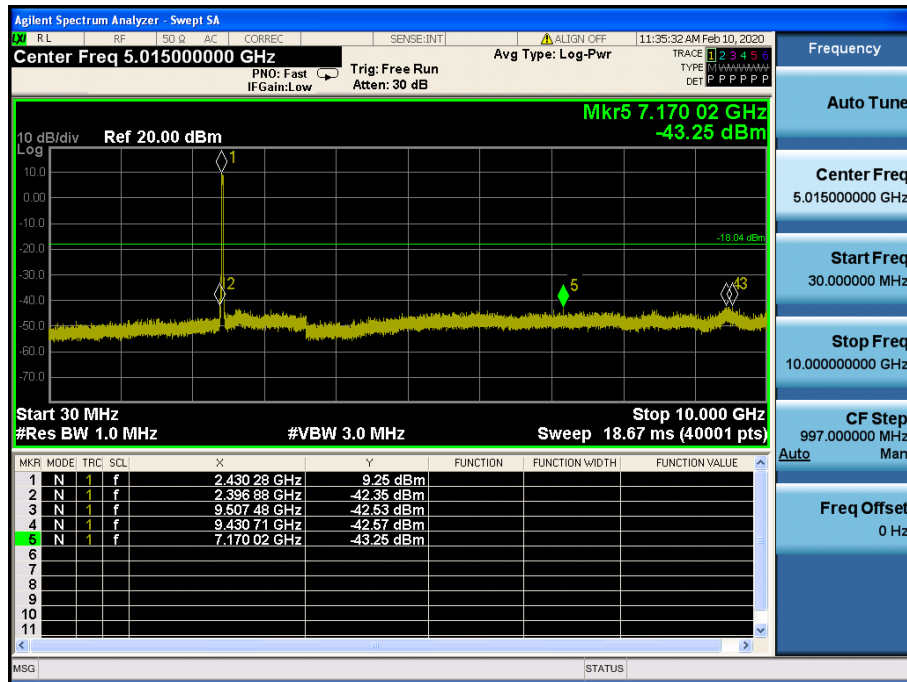 Agilent Spectrum Analyzer - Swept SA
LXI RL RF 50 Ω AC CORREC SENSE:INT ALIGN OFF 11:35:32 AM Feb 10, 2020
Center Freq 5.015000000 GHz
PNO: Fast
IFGain:Low
Trig: Free Run
Atten: 30 dB
Avg Type: Log-Pwr
TRACE 1 2 3 4 5 6
TYPE M WWWWW
DET P P P P P P
Mkr5 7.170 02 GHz
-43.25 dBm
10 dB/div
Log
Ref 20.00 dBm
10.0
0.00
-10.0
-20.0
-30.0
-40.0
-50.0
-60.0
-70.0
1
2
5
43
-18.04 dBm
Start 30 MHz
Stop 10.000 GHz
#Res BW 1.0 MHz
#VBW 3.0 MHz
Sweep 18.67 ms (40001 pts)
MKR MODE TRC SCL X Y FUNCTION FUNCTION WIDTH FUNCTION VALUE
1 N 1 f 2.430 28 GHz 9.25 dBm
2 N 1 f 2.396 88 GHz -42.35 dBm
3 N 1 f 9.507 48 GHz -42.53 dBm
4 N 1 f 9.430 71 GHz -42.57 dBm
5 N 1 f 7.170 02 GHz -43.25 dBm
6
7
8
9
10
11
MSG
STATUS
Frequency
Auto Tune
Center Freq
5.015000000 GHz
Start Freq
30.000000 MHz
Stop Freq
10.000000000 GHz
CF Step
997.000000 MHz
Auto Man
Freq Offset
0 Hz